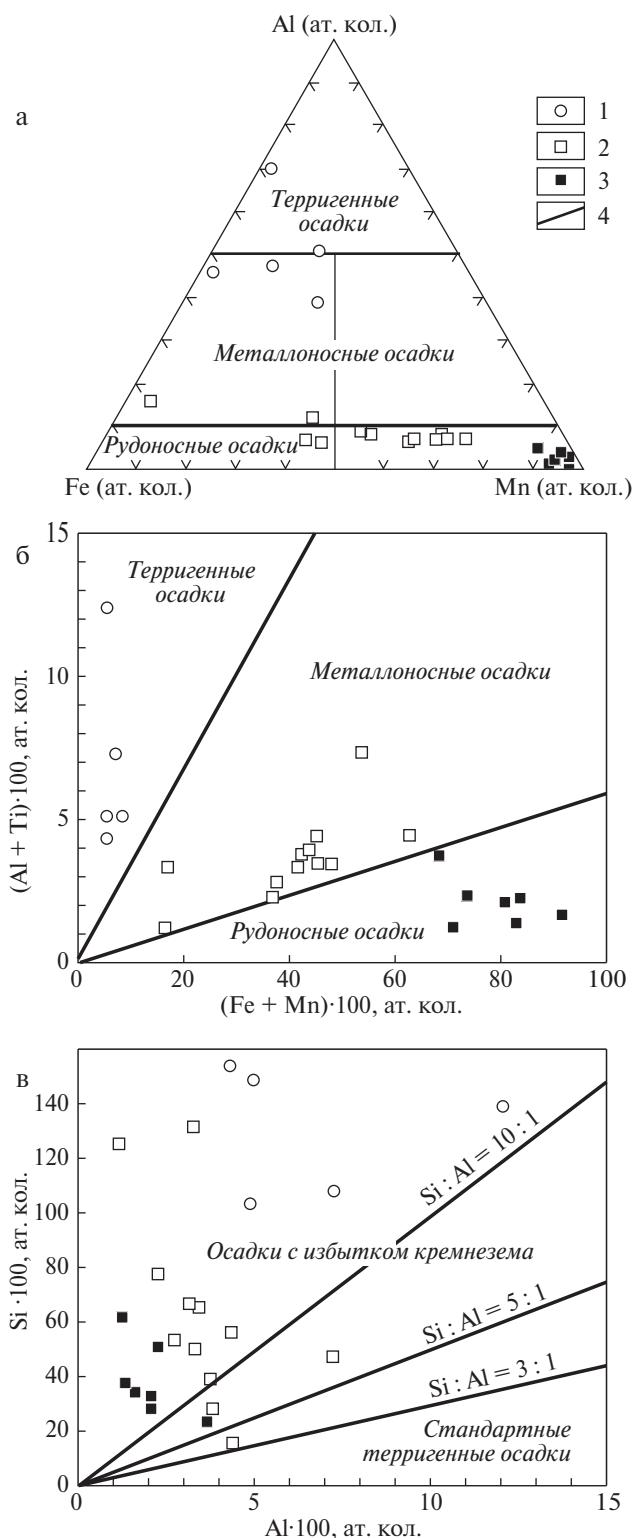 Al (ат. кол.)
а
1
2
3
4
Терригенные
осадки
Металлоносные осадки
Рудоносные осадки
Fe (ат. кол.)
Mn (ат. кол.)
б
15
10
5
0
(Al + Ti)·100, ат. кол.
Терригенные
осадки
Металлоносные осадки
Рудоносные осадки
20
40
60
80
100
(Fe + Mn)·100, ат. кол.
в
140
120
100
80
60
40
20
0
Si ·100, ат. кол.
Si : Al = 10 : 1
Осадки с избытком кремнезема
Si : Al = 5 : 1
Si : Al = 3 : 1
Стандартные
терригенные осадки
5
10
15
Al·100, ат. кол.